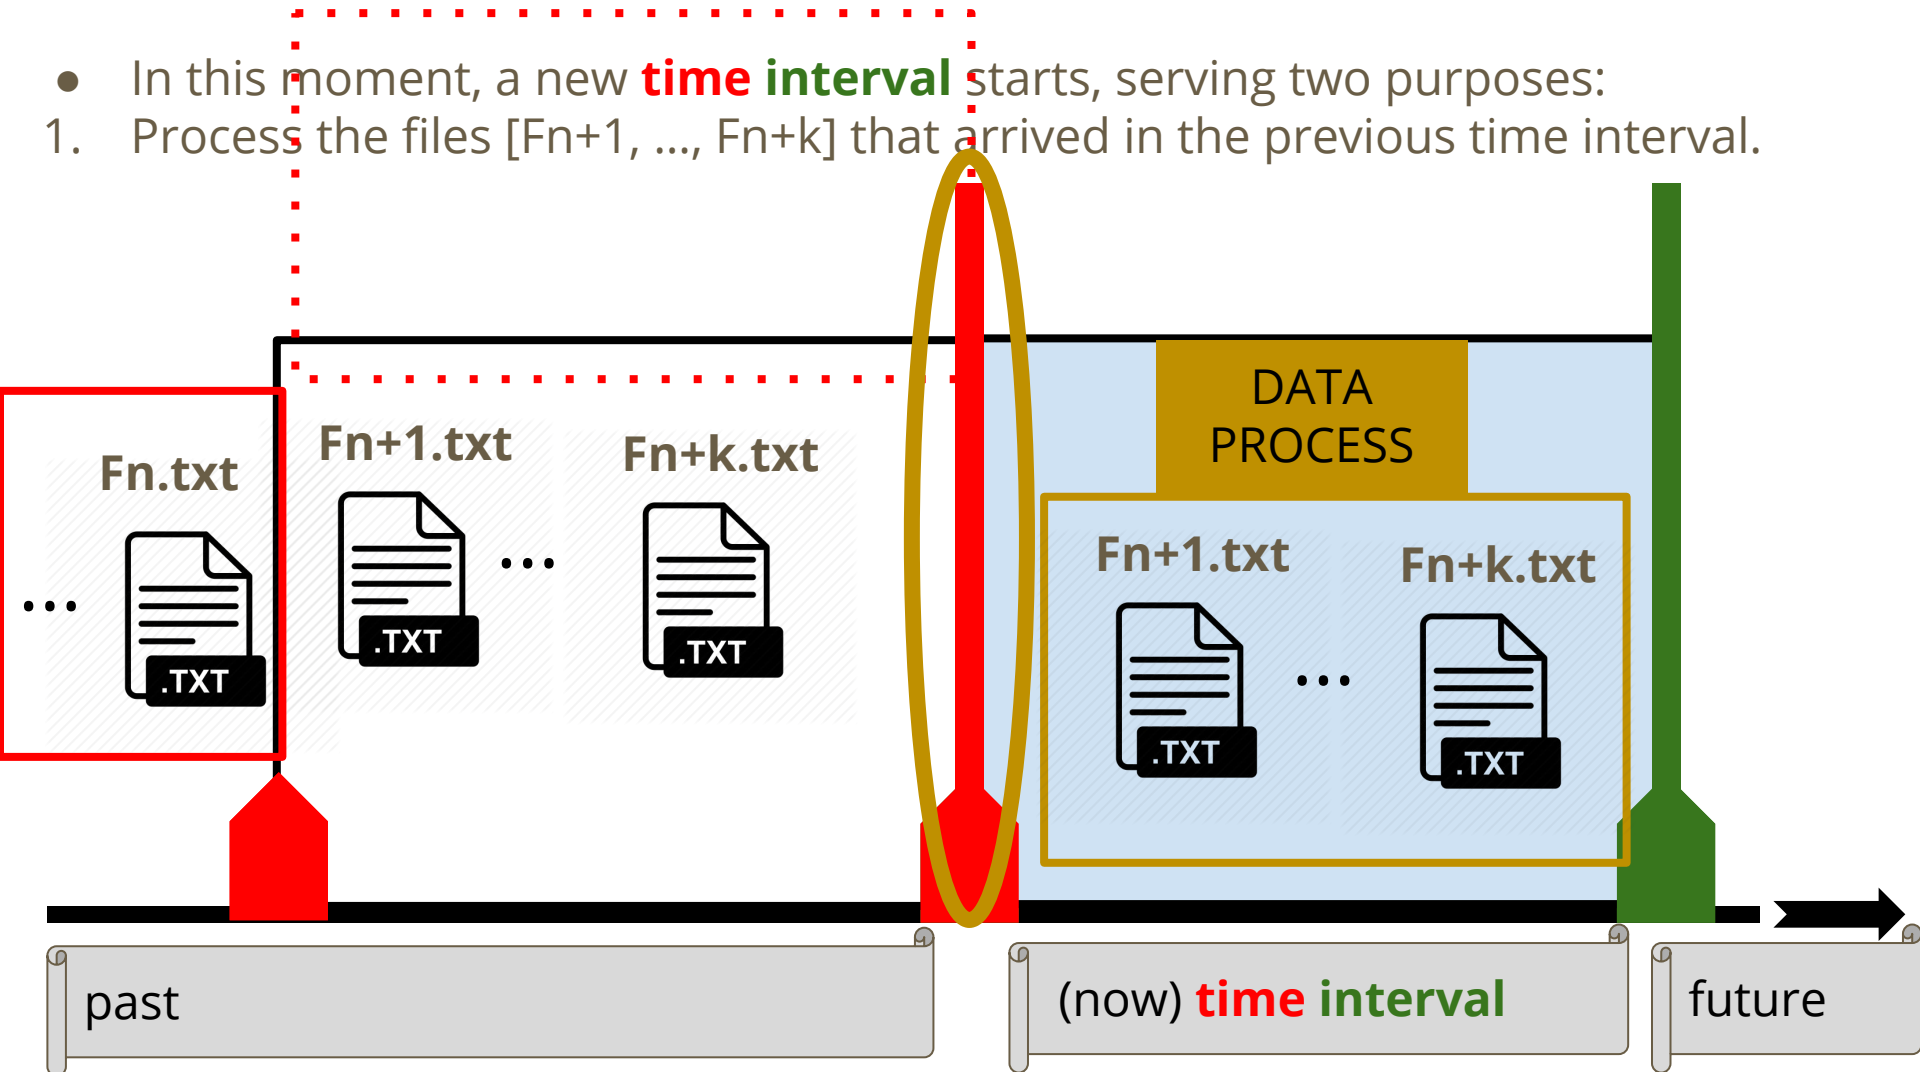 ● In this moment, a new time interval starts, serving two purposes:
1. Process the files [Fn+1, ..., Fn+k] that arrived in the previous time interval.
DATA
PROCESS
Fn.txt
Fn+1.txt
Fn+k.txt
...
.TXT
...
.TXT
.TXT
Fn+1.txt
Fn+k.txt
.TXT
...
.TXT
past
(now) time interval
future